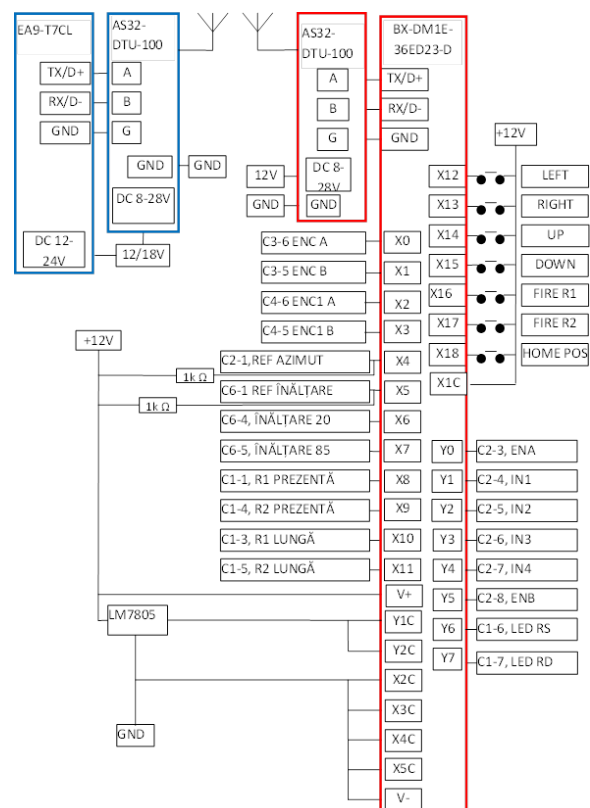 EA9-T7CL
TX/D+
RX/D-
GND
DC 12-
24V
AS32-
DTU-100
A
B
G
GND
GND
DC 8-28V
12/18V
AS32-
DTU-100
A
B
G
12V
DC 8-
28V
GND
GND
BX-DM1E-
36ED23-D
TX/D+
RX/D-
GND
+12V
X12
LEFT
X13
RIGHT
X14
UP
X15
DOWN
X16
FIRE R1
X17
FIRE R2
X18
HOME POS
X1C
C3-6 ENC A
X0
C3-5 ENC B
X1
C4-6 ENC1 A
X2
C4-5 ENC1 B
X3
+12V
C2-1,REF AZIMUT
X4
1k Ω
C6-1 REF ÎNĂLŢARE
X5
1k Ω
C6-4, ÎNĂLŢARE 20
X6
C6-5, ÎNĂLŢARE 85
X7
C1-1, R1 PREZENTĂ
X8
C1-4, R2 PREZENTĂ
X9
C1-3, R1 LUNGĂ
X10
C1-5, R2 LUNGĂ
X11
Y0
C2-3, ENA
Y1
C2-4, IN1
Y2
C2-5, IN2
Y3
C2-6, IN3
Y4
C2-7, IN4
Y5
C2-8, ENB
Y6
C1-6, LED RS
Y7
C1-7, LED RD
V+
LM7805
Y1C
Y2C
X2C
X3C
GND
X4C
X5C
V-